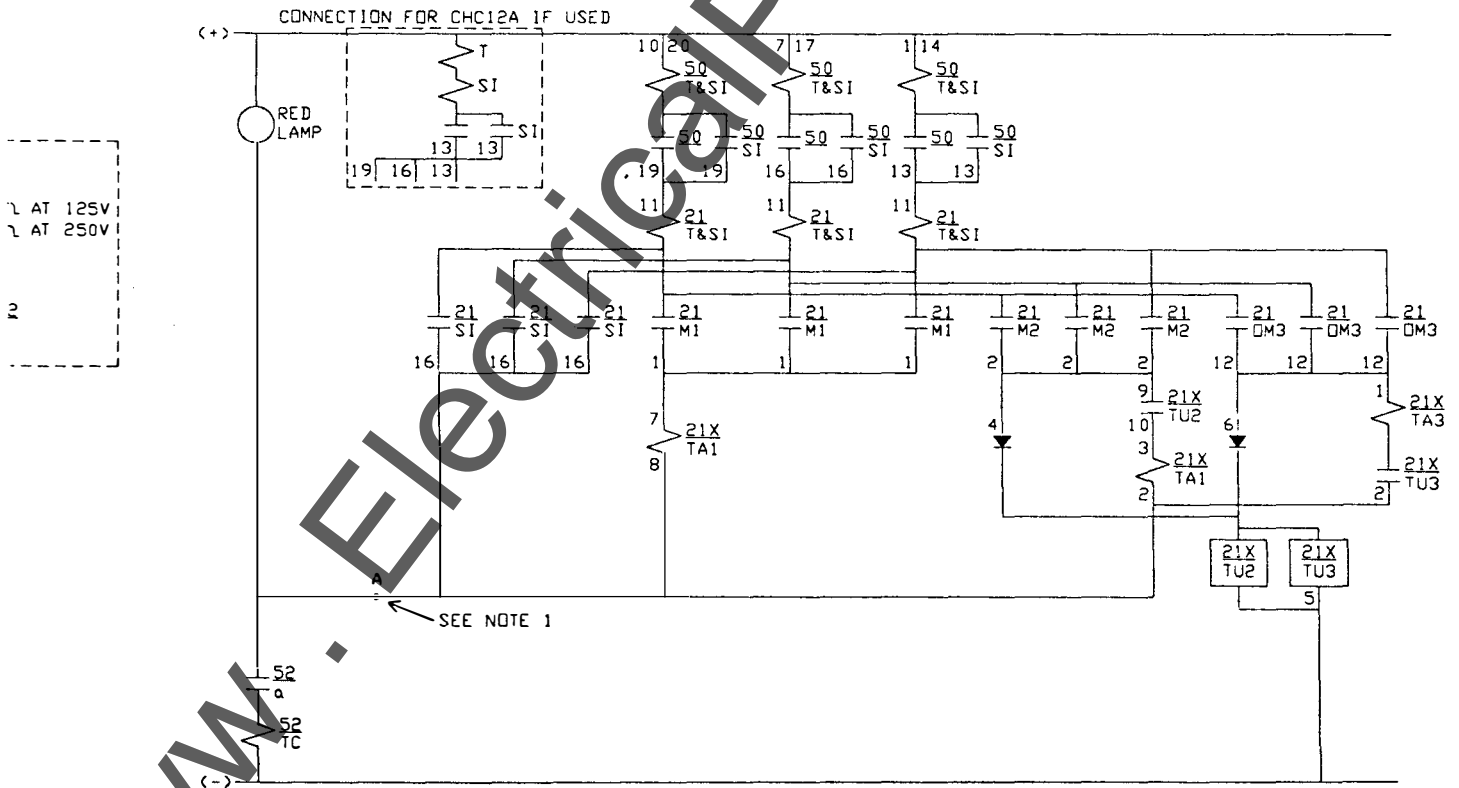 CONNECTION FOR CHC12A IF USED
(+)
T
SI
SI
13 13
19 16 13
RED
LAMP
10 20 7 17 1 14
50 50 50
T&SI T&SI T&SI
50 50 50 50 50 50
SI SI SI
19 19 16 16 13 13
11 11 11
21 21 21
T&SI T&SI T&SI
AT 125V
AT 250V
2
21 21 21 21 21 21 21 21 21 21 21 21
SI SI SI M1 M1 M1 M2 M2 M2 OM3 OM3 OM3
16 16 16 1 1 1 2 2 2 12 12 12
7 21X
TA1
8
4
9 21X
TU2
10
3 21X
TA1
2
6
1 21X
TA3
21X
TU3
2
21X 21X
TU2 TU3
5
A
SEE NOTE 1
52
a
52
TC
(-)
w . ElectricalP